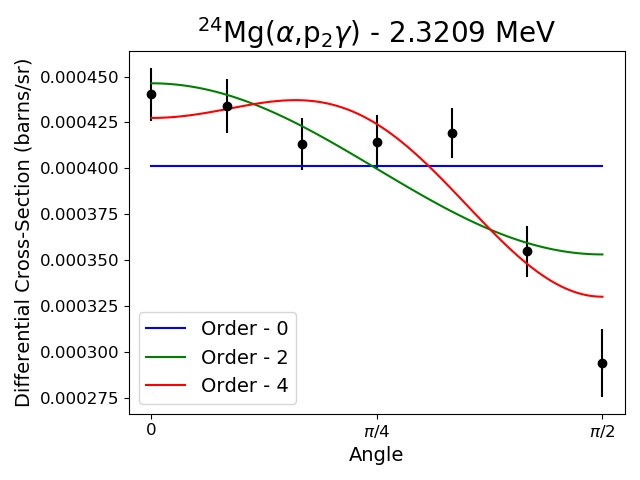 ²⁴Mg(α,p₂γ) - 2.3209 MeV
Differential Cross-Section (barns/sr)
0.000450
0.000425
0.000400
0.000375
0.000350
0.000325
0.000300
0.000275
Order - 0
Order - 2
Order - 4
0
π/4
π/2
Angle